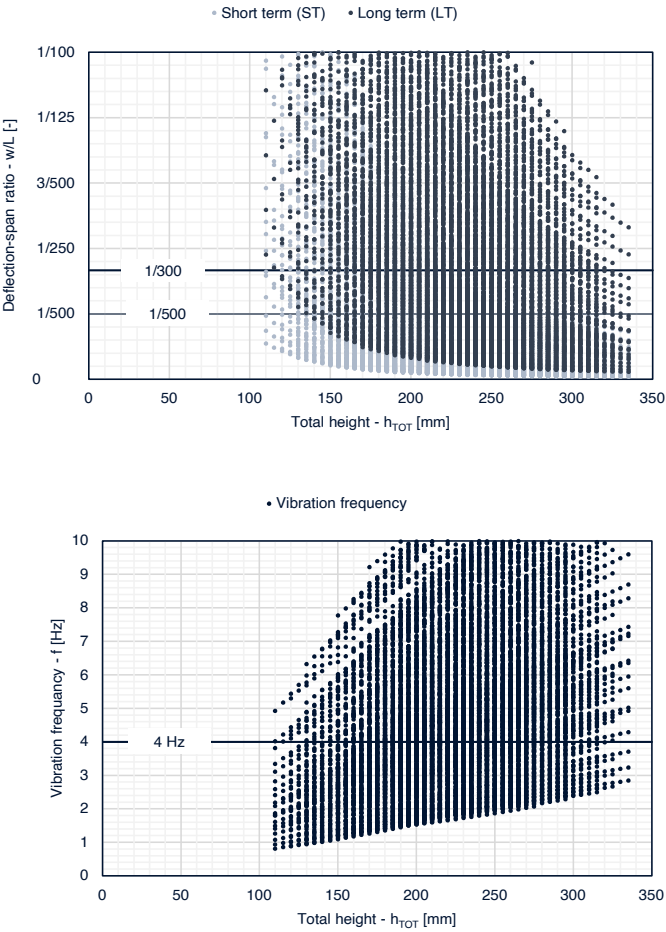 Short term (ST) Long term (LT)
Deflection-span ratio - w/L [-]
1/100
1/125
3/500
1/250
1/300
1/500
1/500
0
0 50 100 150 200 250 300 350
Total height - hTOT [mm]
Vibration frequency
Vibration frequancy - f [Hz]
10
9
8
7
6
5
4
4 Hz
3
2
1
0
0 50 100 150 200 250 300 350
Total height - hTOT [mm]